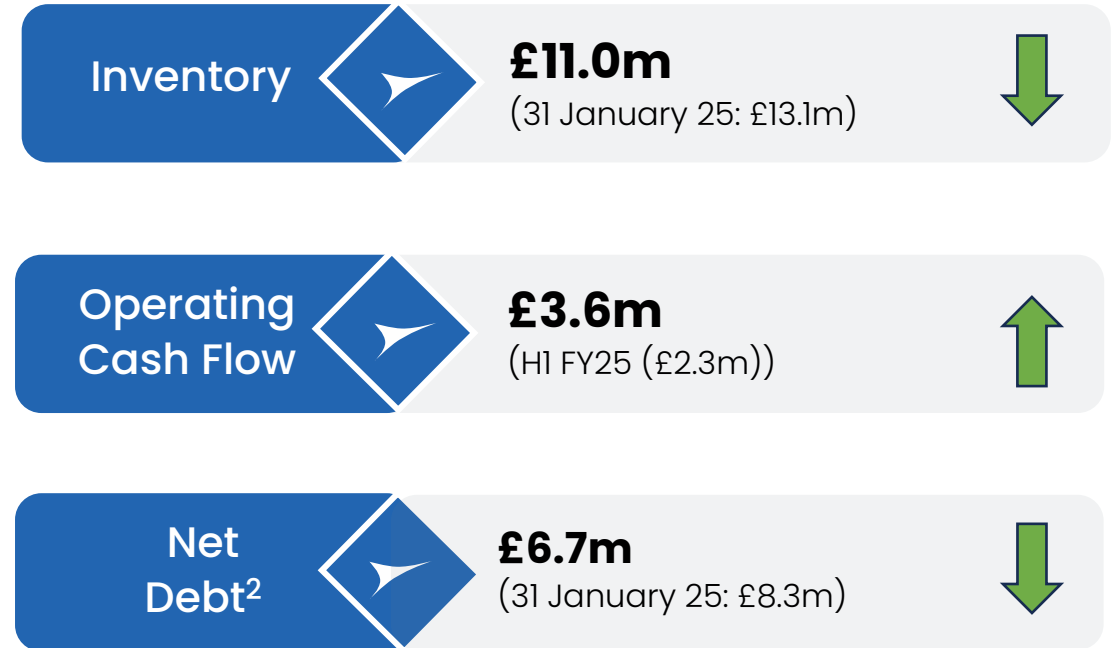 Inventory
£11.0m
(31 January 25: £13.1m)
Operating
Cash Flow
£3.6m
(H1 FY25 (£2.3m))
Net
Debt²
£6.7m
(31 January 25: £8.3m)